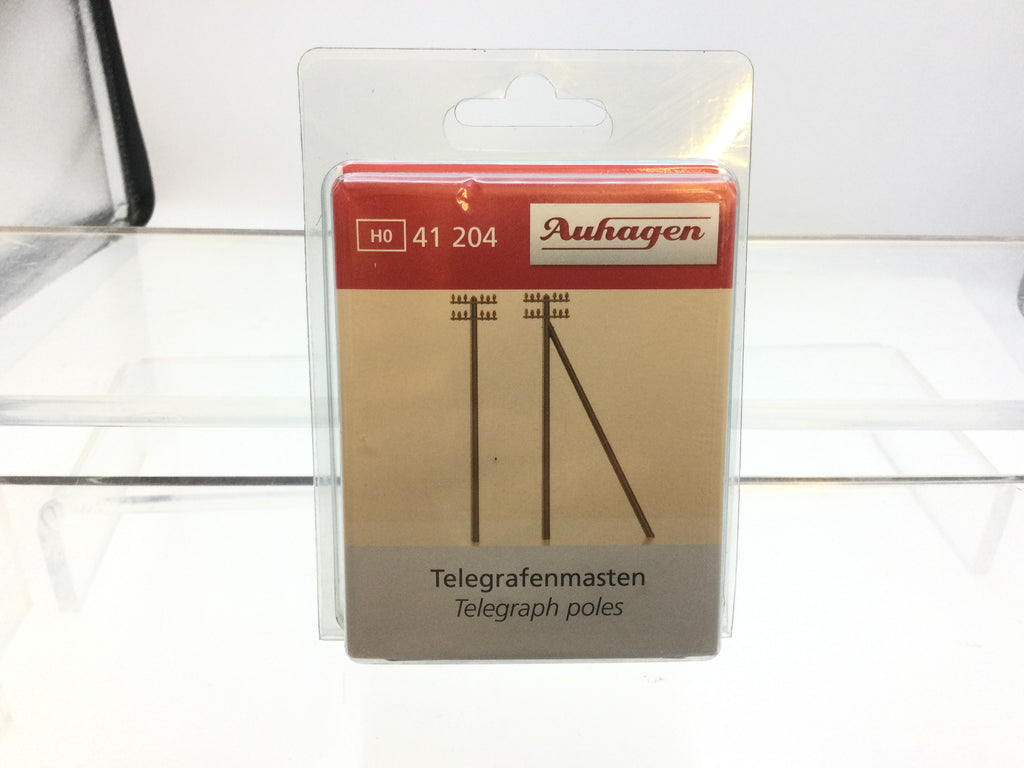 H0 41 204
Auhagen
Telegrafenmasten
Telegraph poles